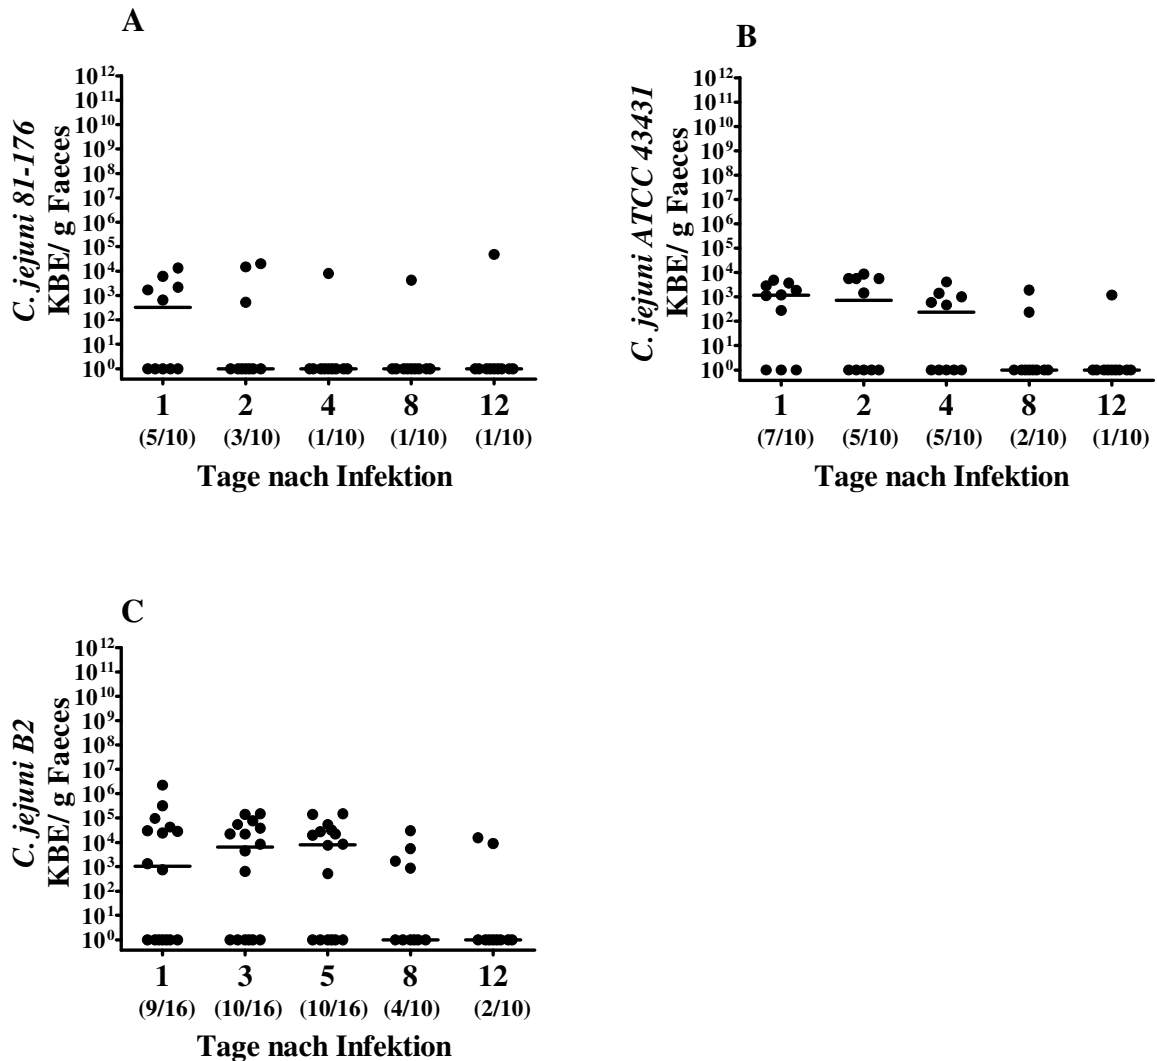 A
C. jejuni 81-176
KBE/ g Faeces
10¹²
10¹¹
10¹⁰
10⁹
10⁸
10⁷
10⁶
10⁵
10⁴
10³
10²
10¹
10⁰
1 2 4 8 12
(5/10) (3/10) (1/10) (1/10) (1/10)
Tage nach Infektion
B
C. jejuni ATCC 43431
KBE/ g Faeces
10¹²
10¹¹
10¹⁰
10⁹
10⁸
10⁷
10⁶
10⁵
10⁴
10³
10²
10¹
10⁰
1 2 4 8 12
(7/10) (5/10) (5/10) (2/10) (1/10)
Tage nach Infektion
C
C. jejuni B2
KBE/ g Faeces
10¹²
10¹¹
10¹⁰
10⁹
10⁸
10⁷
10⁶
10⁵
10⁴
10³
10²
10¹
10⁰
1 3 5 8 12
(9/16) (10/16) (10/16) (4/10) (2/10)
Tage nach Infektion